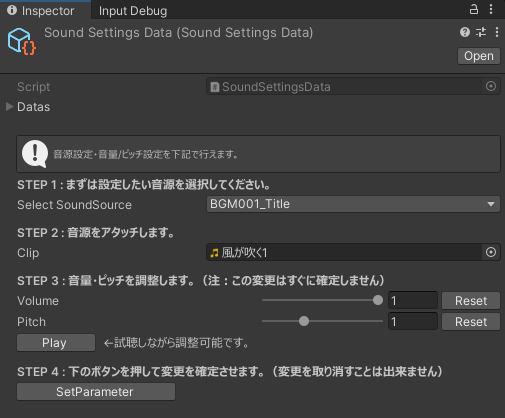 Inspector Input Debug
Sound Settings Data (Sound Settings Data)
Open
Script SoundSettingsData
Datas
音源設定・音量/ピッチ設定を下記で行えます。
STEP 1 : まずは設定したい音源を選択してください。
Select SoundSource BGM001_Title
STEP 2 : 音源をアタッチします。
Clip 風が吹く1
STEP 3 : 音量・ピッチを調整します。（注：この変更はすぐに確定しません）
Volume 1 Reset
Pitch 1 Reset
Play ←試聴しながら調整可能です。
STEP 4 : 下のボタンを押して変更を確定させます。（変更を取り消すことは出来ません）
SetParameter